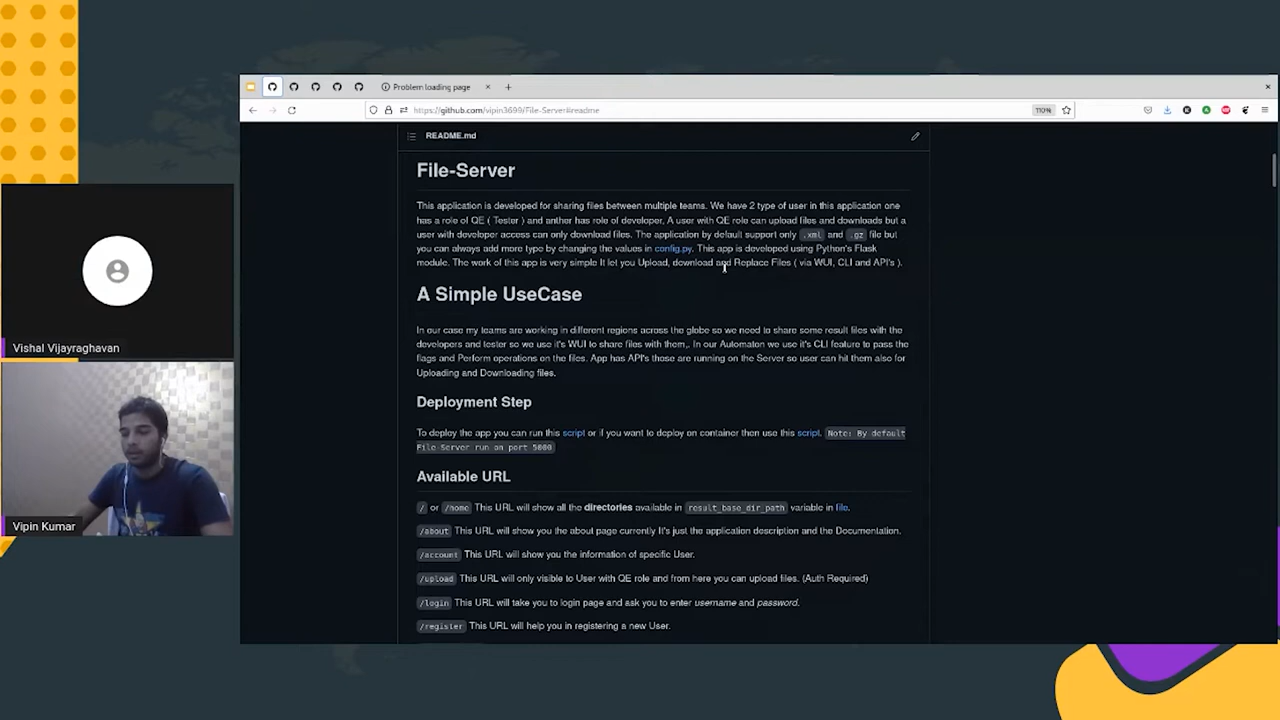 Problem loading page
https://github.com/vipin3699/File-Server#readme
110%
README.md
File-Server
This application is developed for sharing files between multiple teams. We have 2 type of user in this application one
has a role of QE ( Tester ) and anther has role of developer, A user with QE role can upload files and downloads but a
user with developer access can only download files. The application by default support only .xml and .gz file but
you can always add more type by changing the values in config.py. This app is developed using Python's Flask
module. The work of this app is very simple It let you Upload, download and Replace Files ( via WUI, CLI and API's ).
A Simple UseCase
In our case my teams are working in different regions across the globe so we need to share some result files with the
developers and tester so we use it's WUI to share files with them,. In our Automaton we use it's CLI feature to pass the
flags and Perform operations on the files. App has API's those are running on the Server so user can hit them also for
Uploading and Downloading files.
Deployment Step
To deploy the app you can run this script or if you want to deploy on container then use this script. Note: By default
File-Server run on port 5000
Available URL
/ or /home This URL will show all the directories available in result_base_dir_path variable in file.
/about This URL will show you the about page currently It's just the application description and the Documentation.
/account This URL will show you the information of specific User.
/upload This URL will only visible to User with QE role and from here you can upload files. (Auth Required)
/login This URL will take you to login page and ask you to enter username and password.
/register This URL will help you in registering a new User.
Vishal Vijayraghavan
Vipin Kumar